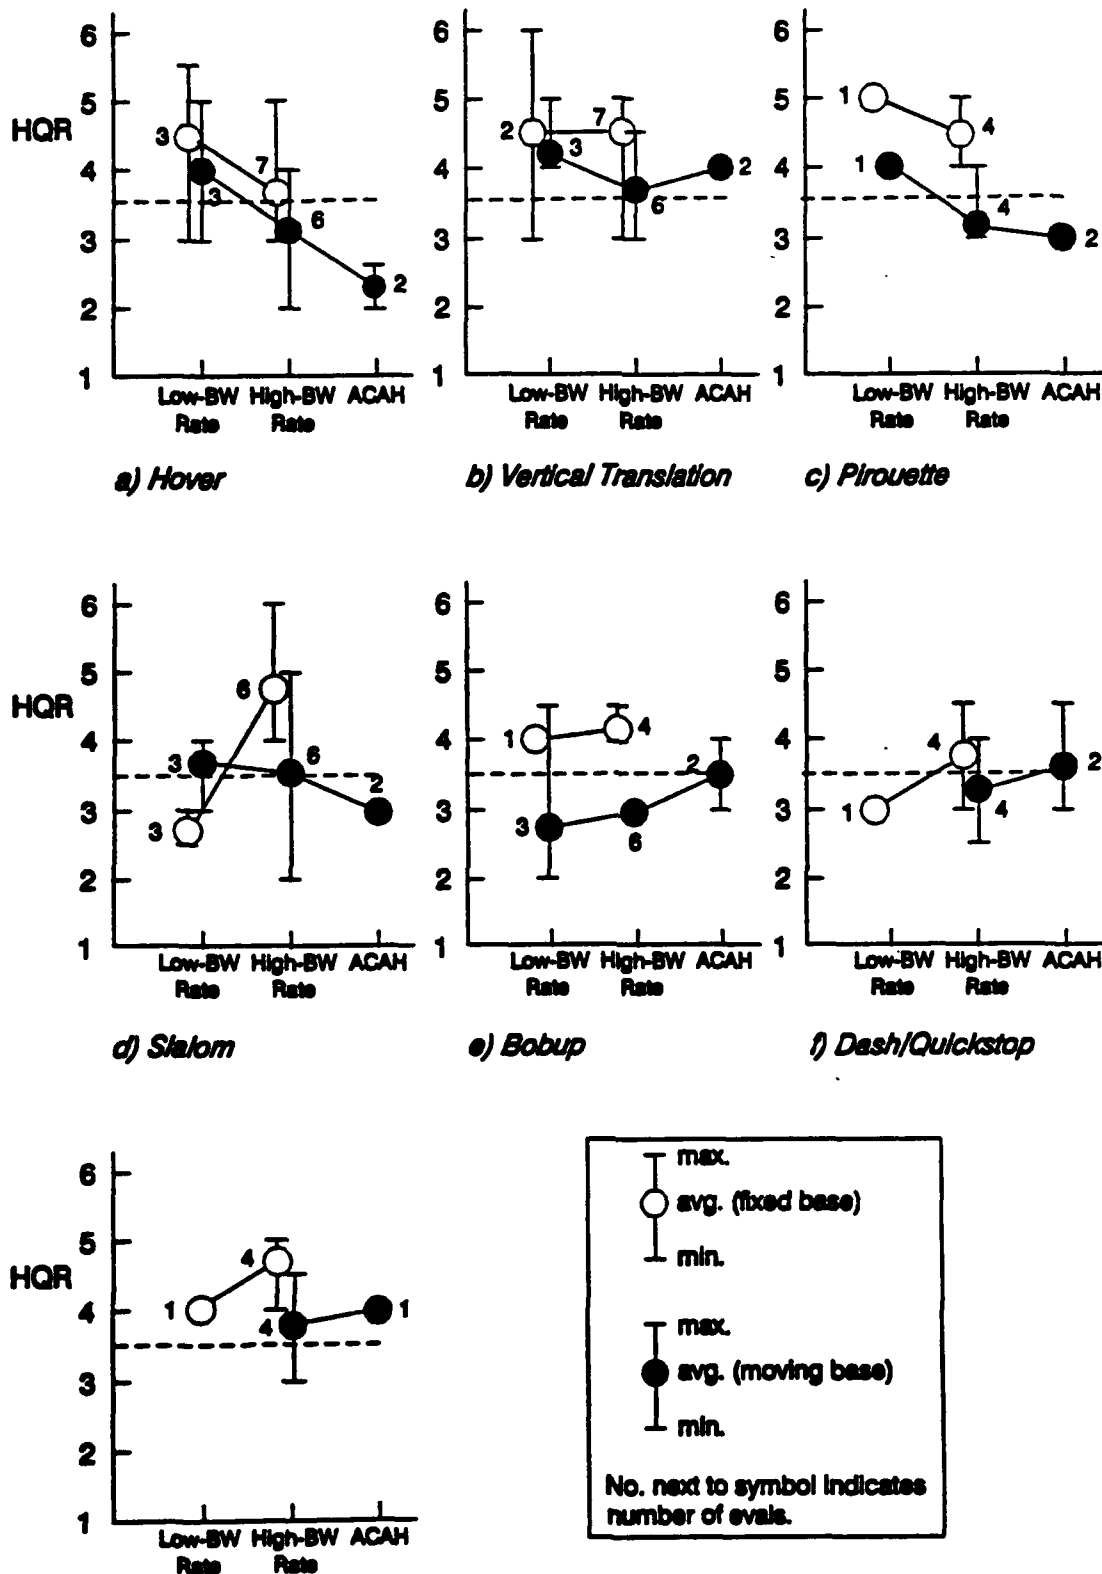 6
5
HQR
4
3
2
1
3
3
7
6
2
Low-BW High-BW ACAH
Rate Rate
a) Hover
6
5
4
3
2
1
2
3
7
6
2
Low-BW High-BW ACAH
Rate Rate
b) Vertical Translation
6
5
4
3
2
1
1
1
4
4
2
Low-BW High-BW ACAH
Rate Rate
c) Pirouette
6
5
HQR
4
3
2
1
3
3
6
6
2
Low-BW High-BW ACAH
Rate Rate
d) Slalom
6
5
4
3
2
1
1
3
4
6
2
Low-BW High-BW ACAH
Rate Rate
e) Bobup
6
5
4
3
2
1
1
4
4
2
Low-BW High-BW ACAH
Rate Rate
f) Dash/Quickstop
6
5
HQR
4
3
2
1
1
4
4
1
Low-BW High-BW ACAH
Rate Rate
max.
avg. (fixed base)
min.
max.
avg. (moving base)
min.
No. next to symbol indicates
number of evals.